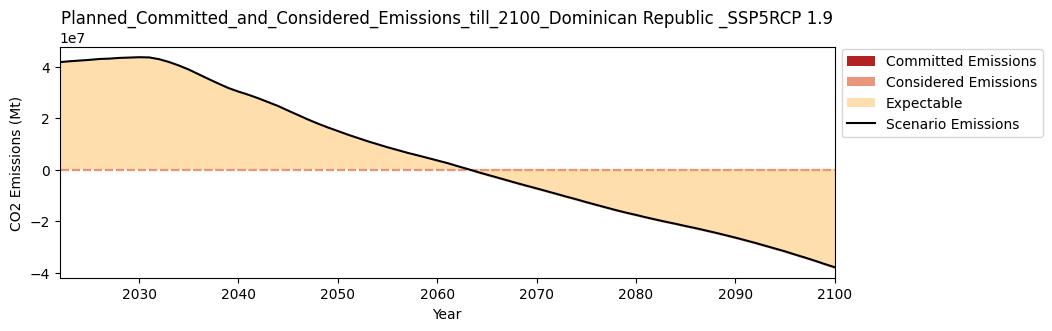 Planned_Committed_and_Considered_Emissions_till_2100_Dominican Republic _SSP5RCP 1.9
1e7
4
2
0
−2
−4
CO2 Emissions (Mt)
2030 2040 2050 2060 2070 2080 2090 2100
Year
Committed Emissions
Considered Emissions
Expectable
Scenario Emissions